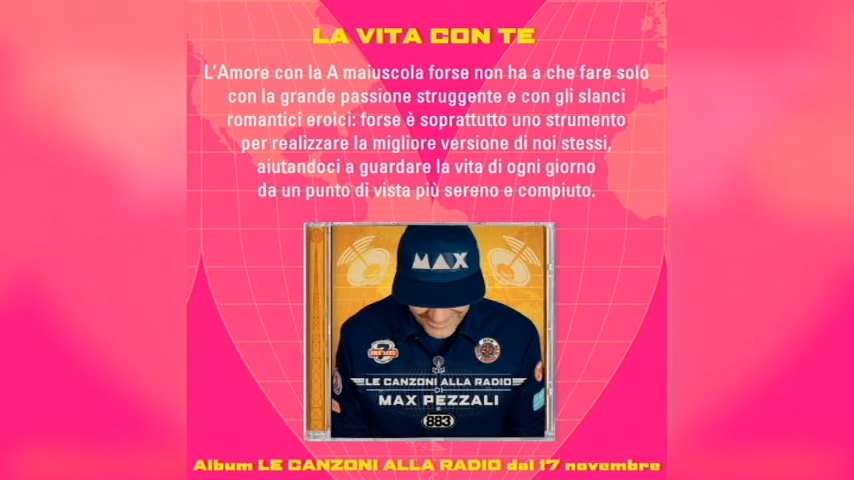 LA VITA CON TE
L'Amore con la A maiuscola forse non ha a che fare solo
con la grande passione struggente e con gli slanci
romantici eroici: forse è soprattutto uno strumento
per realizzare la migliore versione di noi stessi,
aiutandoci a guardare la vita di ogni giorno
da un punto di vista più sereno e compiuto.
MAX
LE CANZONI ALLA RADIO
DI
MAX PEZZALI
E
883
Album LE CANZONI ALLA RADIO dal 17 novembre